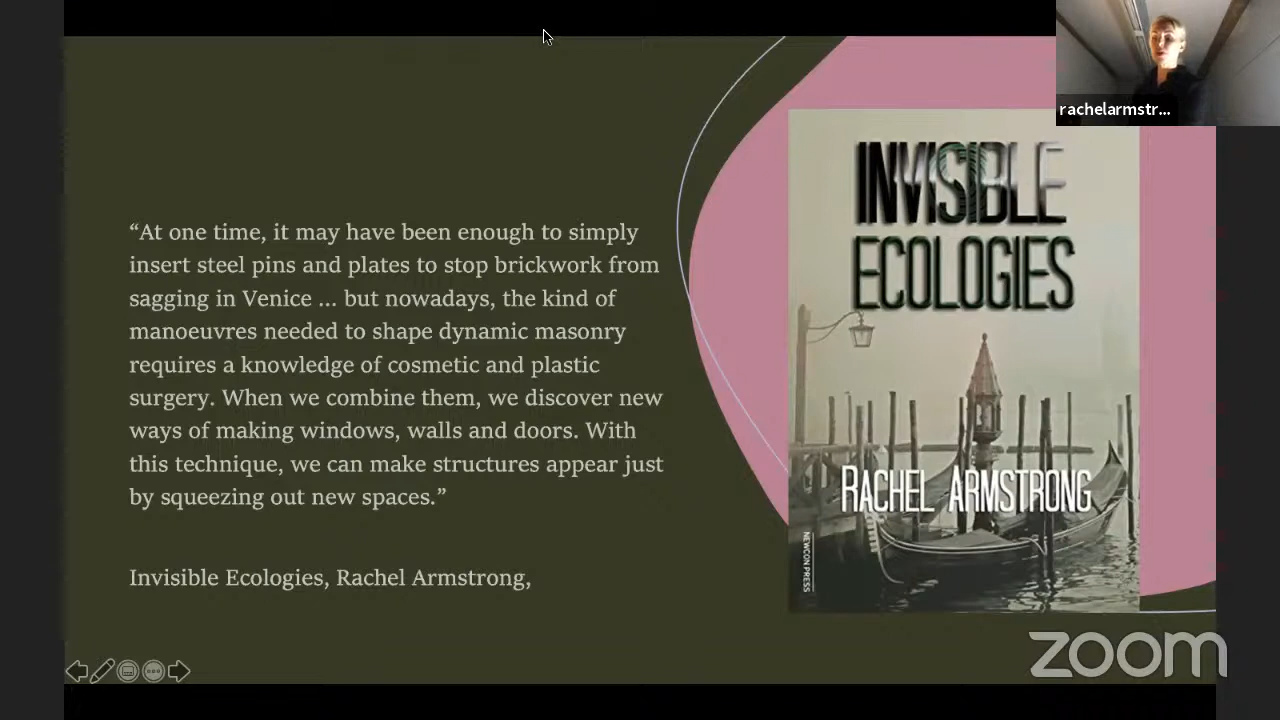 rachelarmstr...
“At one time, it may have been enough to simply
insert steel pins and plates to stop brickwork from
sagging in Venice ... but nowadays, the kind of
manoeuvres needed to shape dynamic masonry
requires a knowledge of cosmetic and plastic
surgery. When we combine them, we discover new
ways of making windows, walls and doors. With
this technique, we can make structures appear just
by squeezing out new spaces.”
Invisible Ecologies, Rachel Armstrong,
INVISIBLE
ECOLOGIES
RACHEL ARMSTRONG
NEWCON PRESS
zoom